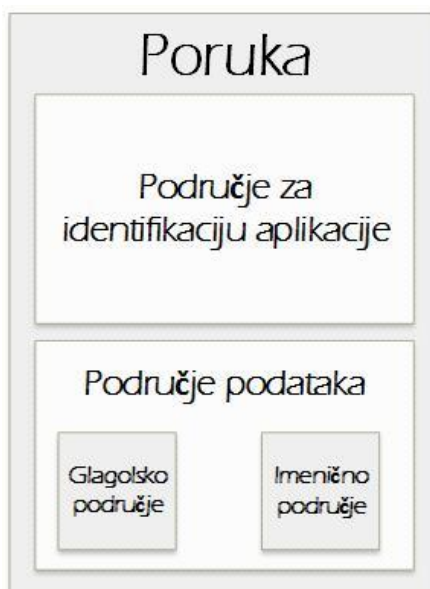 Poruka
Područje za
identifikaciju aplikacije
Područje podataka
Glagolsko
područje
Imenično
područje